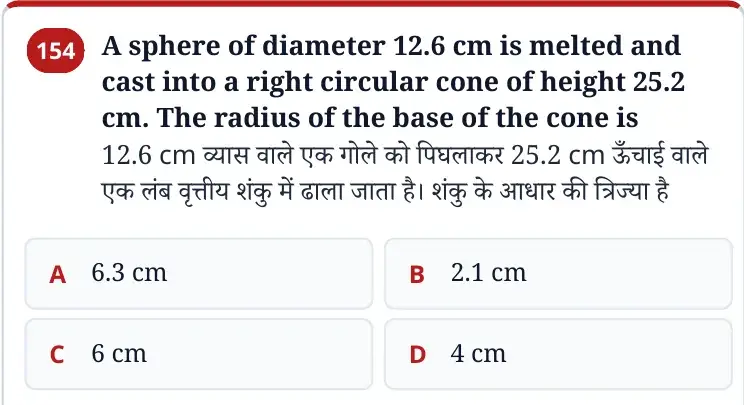 154 A sphere of diameter 12.6 cm is melted and
cast into a right circular cone of height 25.2
cm. The radius of the base of the cone is
12.6 cm व्यास वाले एक गोले को पिघलाकर 25.2 cm ऊँचाई वाले
एक लंब वृत्तीय शंकु में ढाला जाता है। शंकु के आधार की त्रिज्या है
A 6.3 cm
B 2.1 cm
C 6 cm
D 4 cm